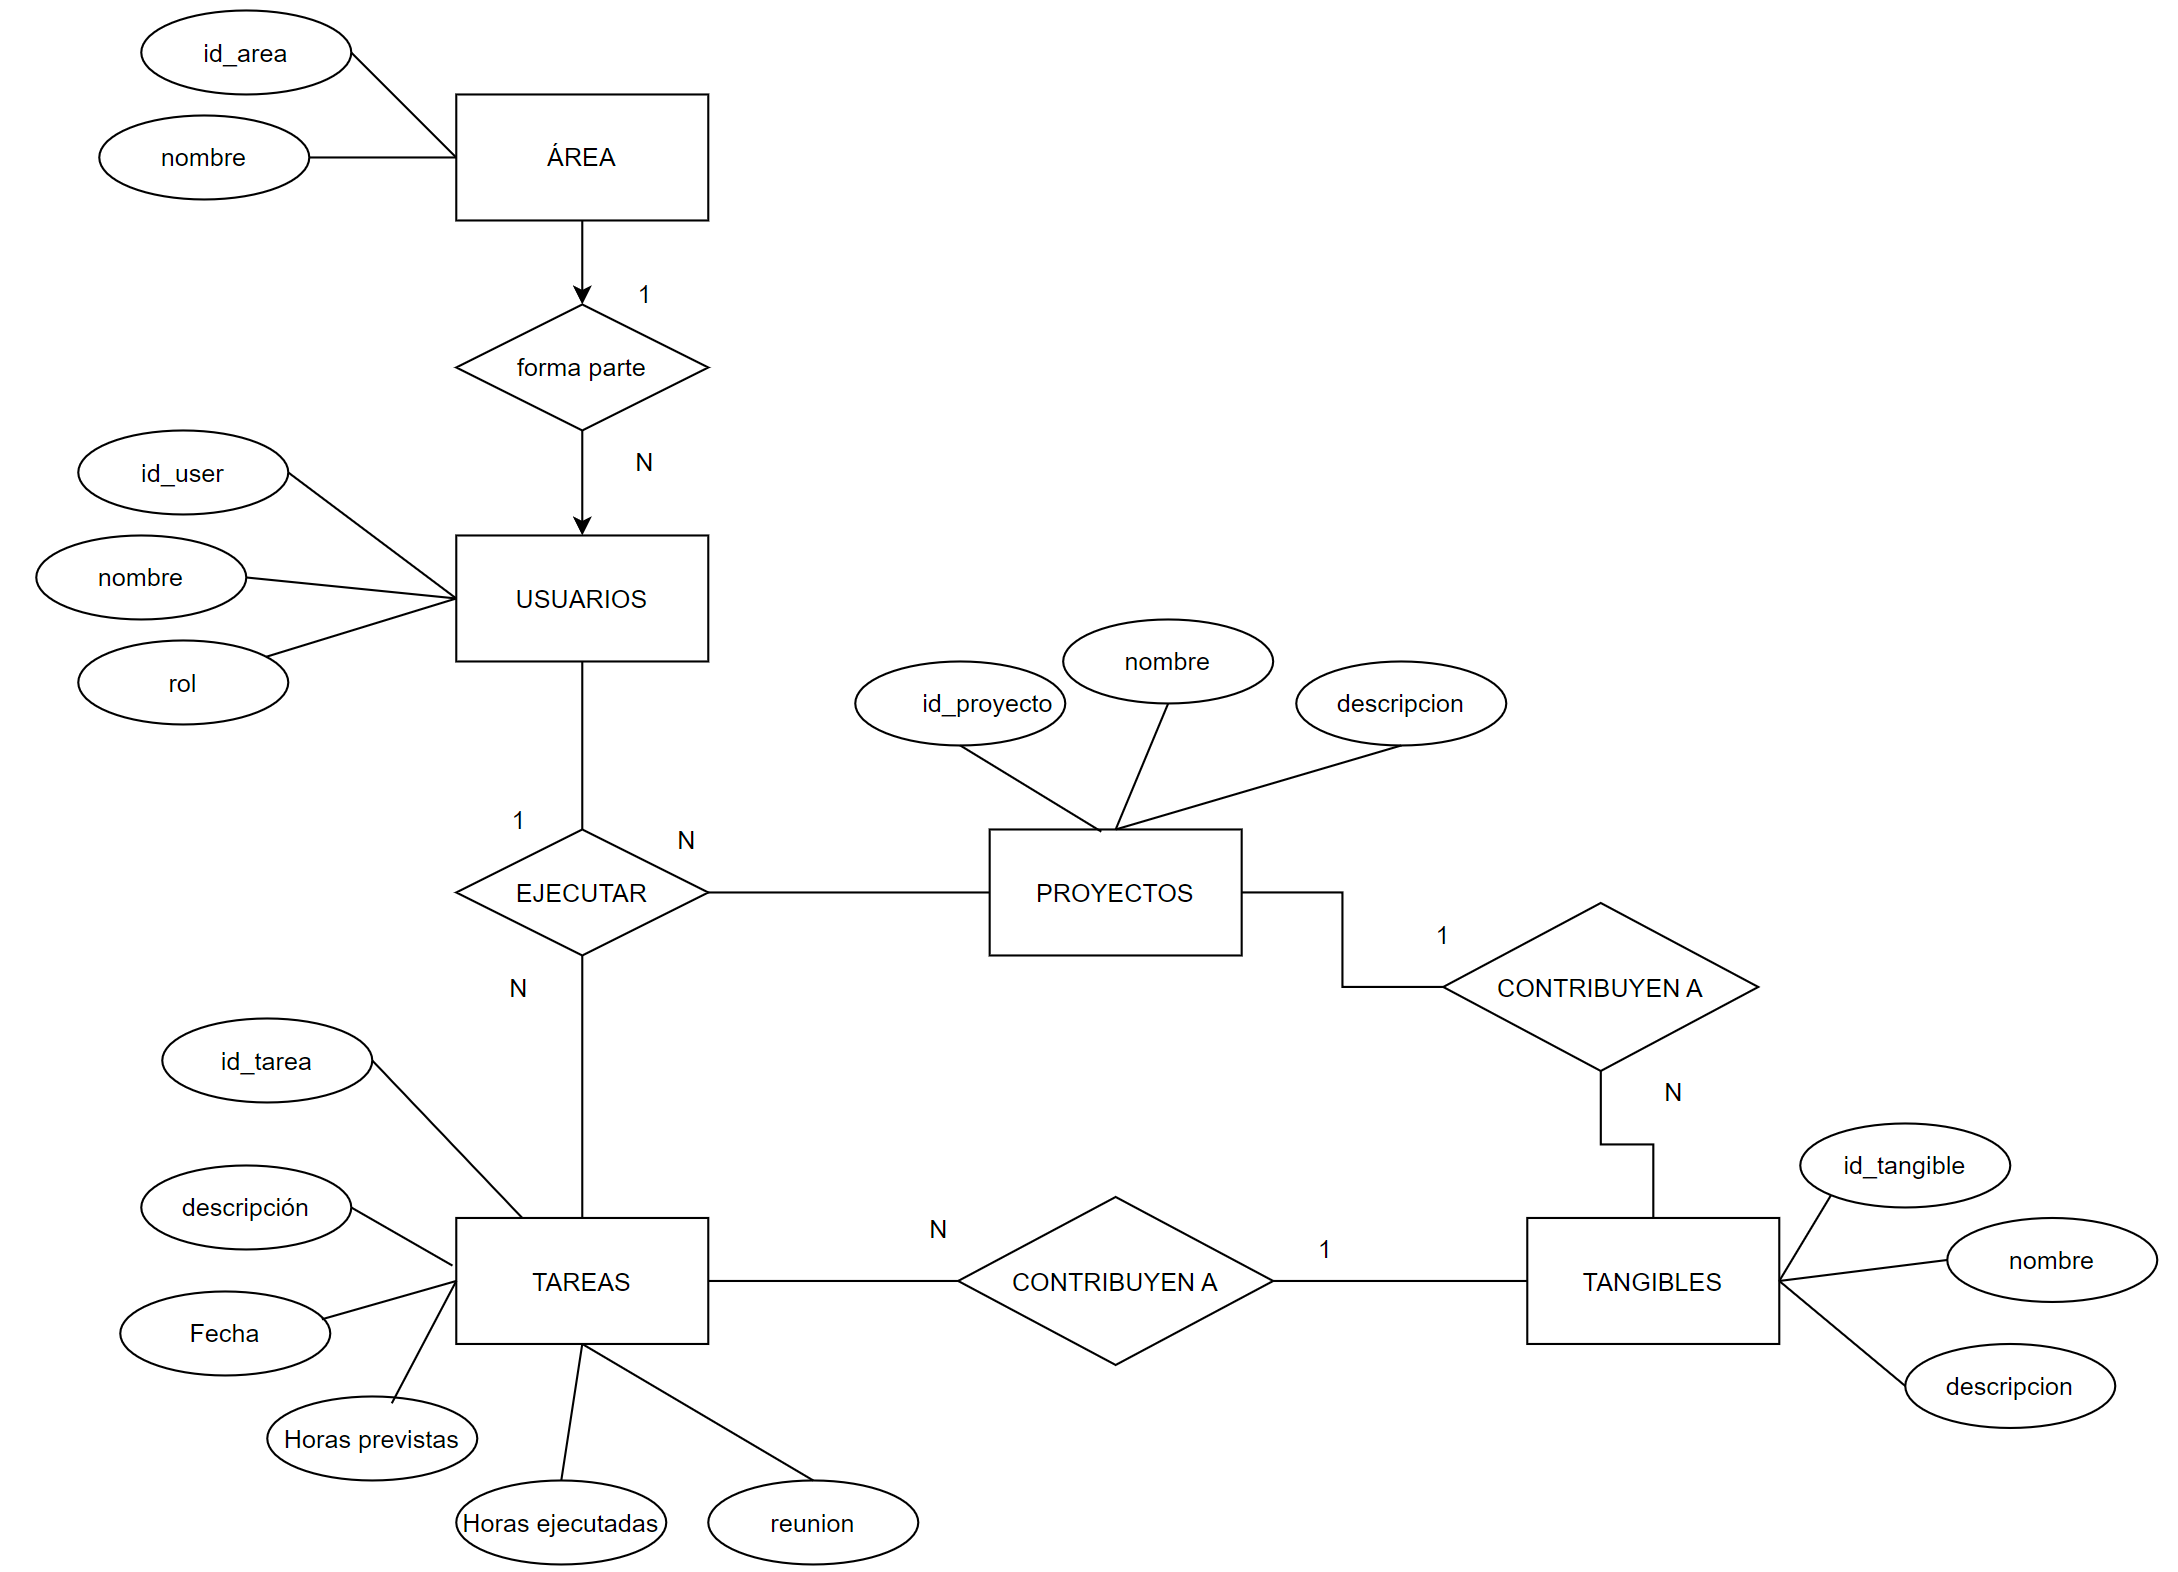 id_area
nombre
ÁREA
1
forma parte
N
id_user
nombre
rol
USUARIOS
id_proyecto
nombre
descripcion
1
N
EJECUTAR
PROYECTOS
1
CONTRIBUYEN A
N
N
id_tarea
descripción
Fecha
Horas previstas
TAREAS
N
CONTRIBUYEN A
1
TANGIBLES
id_tangible
nombre
descripcion
Horas ejecutadas
reunion